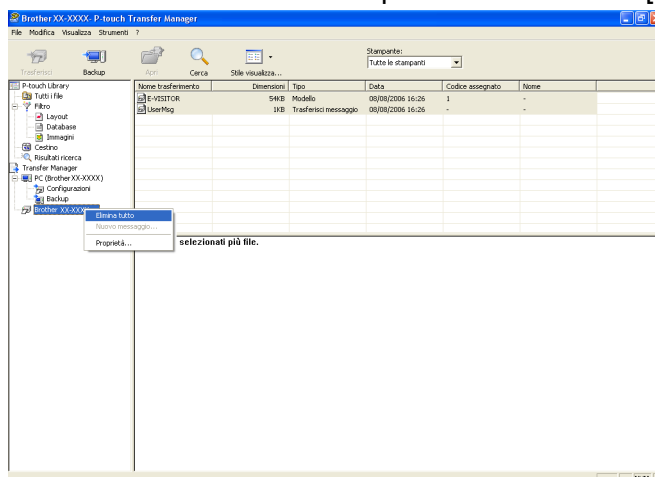 Brother XX-XXXX- P-touch Transfer Manager
File Modifica Visualizza Strumenti ?
Trasferisci Backup Apri Cerca Stile visualizza...
Stampante:
Tutte le stampanti
P-touch Library
Tutti i file
Filtro
Layout
Database
Immagini
Cestino
Risultati ricerca
Transfer Manager
PC (Brother XX-XXXX)
Configurazioni
Backup
Brother XX-XXX
Elimina tutto
Nuovo messaggio...
Proprietà...
Nome trasferimento Dimensioni Tipo Data Codice assegnato Nome
E-VISITOR 54KB Modello 08/08/2006 16:26 1 -
UserMsg 1KB Trasferisci messaggio 08/08/2006 16:26 - -
selezionati più file.